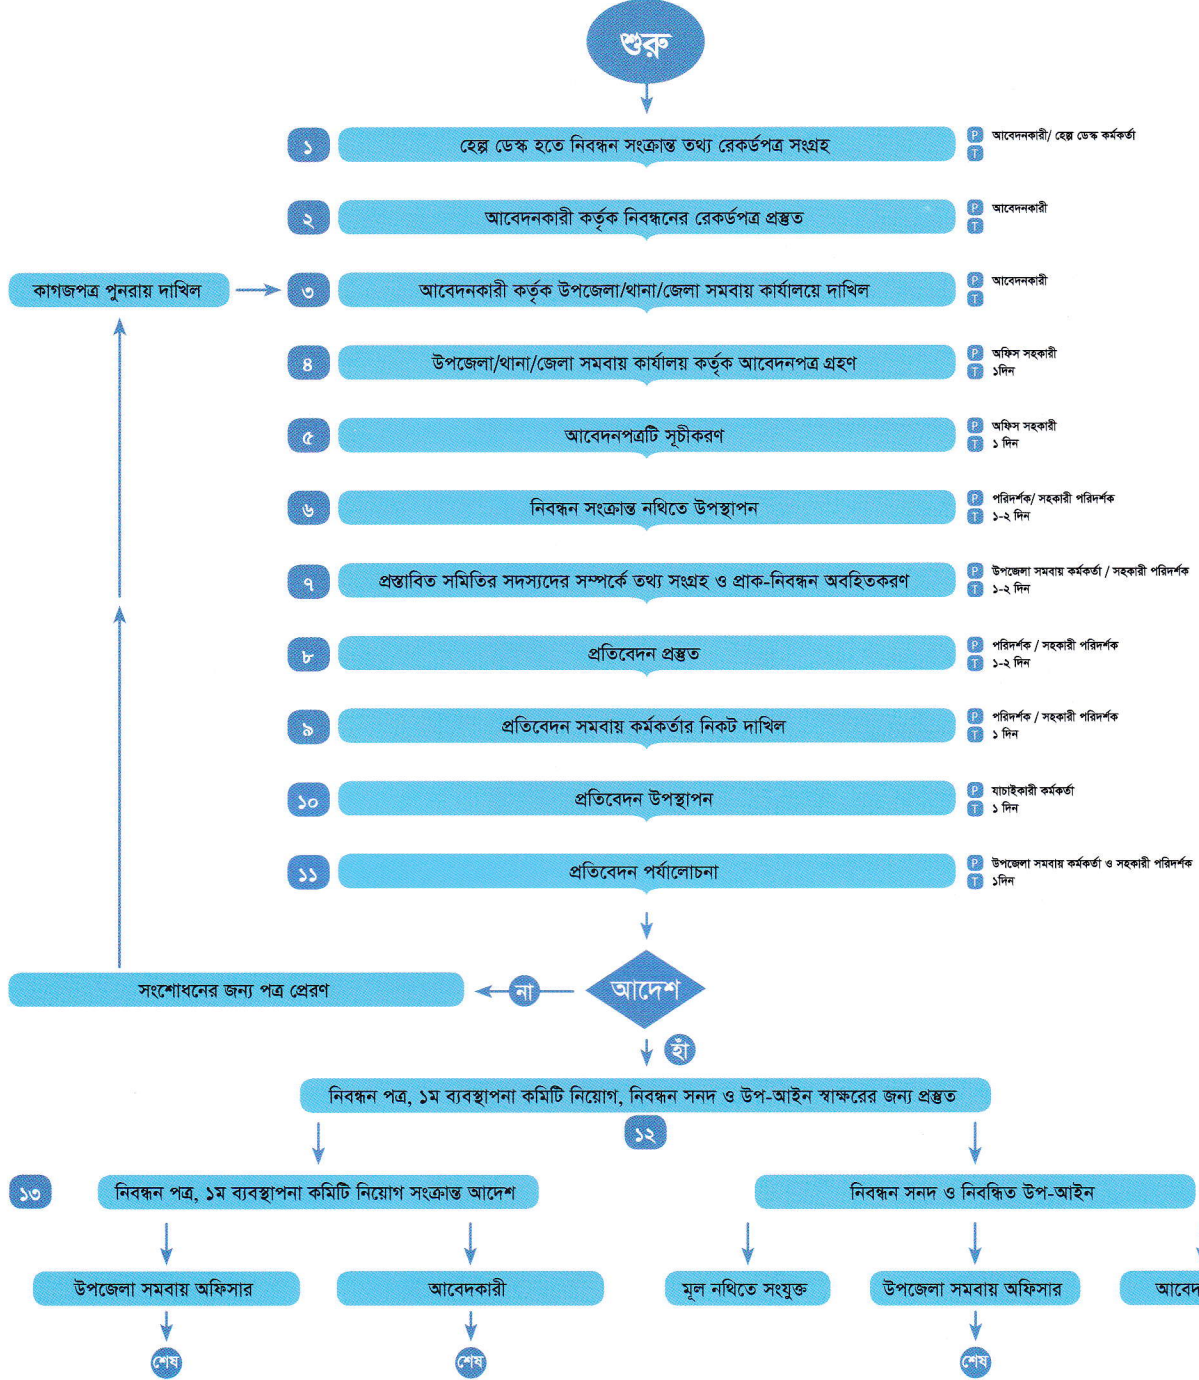 শুরু
১
হেল্প ডেস্ক হতে নিবন্ধন সংক্রান্ত তথ্য রেকর্ডপত্র সংগ্রহ
P আবেদনকারী/ হেল্প ডেস্ক কর্মকর্তা
T
২
আবেদনকারী কর্তৃক নিবন্ধনের রেকর্ডপত্র প্রস্তুত
P আবেদনকারী
T
কাগজপত্র পুনরায় দাখিল
৩
আবেদনকারী কর্তৃক উপজেলা/থানা/জেলা সমবায় কার্যালয়ে দাখিল
P আবেদনকারী
T
৪
উপজেলা/থানা/জেলা সমবায় কার্যালয় কর্তৃক আবেদনপত্র গ্রহণ
P অফিস সহকারী
T ১দিন
৫
আবেদনপত্রটি সূচীকরণ
P অফিস সহকারী
T ১ দিন
৬
নিবন্ধন সংক্রান্ত নথিতে উপস্থাপন
P পরিদর্শক/ সহকারী পরিদর্শক
T ১-২ দিন
৭
প্রস্তাবিত সমিতির সদস্যদের সম্পর্কে তথ্য সংগ্রহ ও প্রাক-নিবন্ধন অবহিতকরণ
P উপজেলা সমবায় কর্মকর্তা / সহকারী পরিদর্শক
T ১-২ দিন
৮
প্রতিবেদন প্রস্তুত
P পরিদর্শক / সহকারী পরিদর্শক
T ১-২ দিন
৯
প্রতিবেদন সমবায় কর্মকর্তার নিকট দাখিল
P পরিদর্শক / সহকারী পরিদর্শক
T ১ দিন
১০
প্রতিবেদন উপস্থাপন
P যাচাইকারী কর্মকর্তা
T ১ দিন
১১
প্রতিবেদন পর্যালোচনা
P উপজেলা সমবায় কর্মকর্তা ও সহকারী পরিদর্শক
T ১দিন
সংশোধনের জন্য পত্র প্রেরণ
না
আদেশ
হাঁ
নিবন্ধন পত্র, ১ম ব্যবস্থাপনা কমিটি নিয়োগ, নিবন্ধন সনদ ও উপ-আইন স্বাক্ষরের জন্য প্রস্তুত
১২
১৩
নিবন্ধন পত্র, ১ম ব্যবস্থাপনা কমিটি নিয়োগ সংক্রান্ত আদেশ
নিবন্ধন সনদ ও নিবন্ধিত উপ-আইন
উপজেলা সমবায় অফিসার
আবেদকারী
মূল নথিতে সংযুক্ত
উপজেলা সমবায় অফিসার
আবেদ
শেষ
শেষ
শেষ